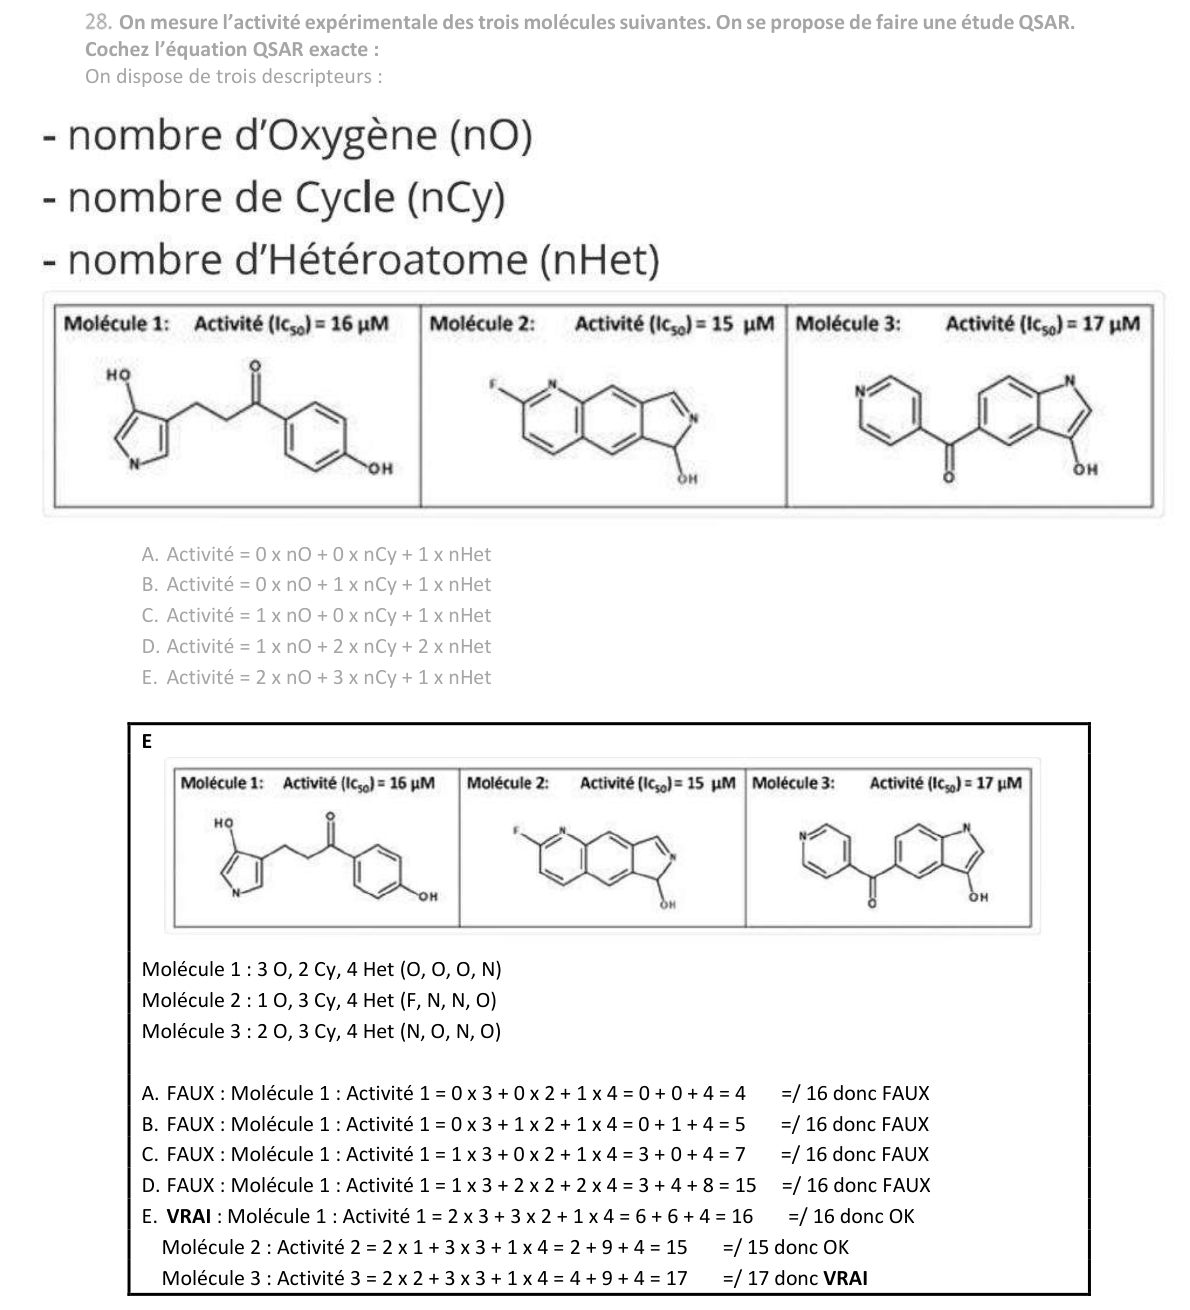 28. On mesure l'activité expérimentale des trois molécules suivantes. On se propose de faire une étude QSAR.
Cochez l'équation QSAR exacte :
On dispose de trois descripteurs :
- nombre d'Oxygène (nO)
- nombre de Cycle (nCy)
- nombre d'Hétéroatome (nHet)
Molécule 1: Activité (Ic50) = 16 µM
Molécule 2: Activité (Ic50) = 15 µM
Molécule 3: Activité (Ic50) = 17 µM
HO O N OH
F N N OH
N O N OH
A. Activité = 0 x nO + 0 x nCy + 1 x nHet
B. Activité = 0 x nO + 1 x nCy + 1 x nHet
C. Activité = 1 x nO + 0 x nCy + 1 x nHet
D. Activité = 1 x nO + 2 x nCy + 2 x nHet
E. Activité = 2 x nO + 3 x nCy + 1 x nHet
E
Molécule 1: Activité (Ic50) = 16 µM
Molécule 2: Activité (Ic50) = 15 µM
Molécule 3: Activité (Ic50) = 17 µM
HO O N OH
F N N OH
N O N OH
Molécule 1 : 3 O, 2 Cy, 4 Het (O, O, O, N)
Molécule 2 : 1 O, 3 Cy, 4 Het (F, N, N, O)
Molécule 3 : 2 O, 3 Cy, 4 Het (N, O, N, O)
A. FAUX : Molécule 1 : Activité 1 = 0 x 3 + 0 x 2 + 1 x 4 = 0 + 0 + 4 = 4 =/ 16 donc FAUX
B. FAUX : Molécule 1 : Activité 1 = 0 x 3 + 1 x 2 + 1 x 4 = 0 + 1 + 4 = 5 =/ 16 donc FAUX
C. FAUX : Molécule 1 : Activité 1 = 1 x 3 + 0 x 2 + 1 x 4 = 3 + 0 + 4 = 7 =/ 16 donc FAUX
D. FAUX : Molécule 1 : Activité 1 = 1 x 3 + 2 x 2 + 2 x 4 = 3 + 4 + 8 = 15 =/ 16 donc FAUX
E. VRAI : Molécule 1 : Activité 1 = 2 x 3 + 3 x 2 + 1 x 4 = 6 + 6 + 4 = 16 =/ 16 donc OK
Molécule 2 : Activité 2 = 2 x 1 + 3 x 3 + 1 x 4 = 2 + 9 + 4 = 15 =/ 15 donc OK
Molécule 3 : Activité 3 = 2 x 2 + 3 x 3 + 1 x 4 = 4 + 9 + 4 = 17 =/ 17 donc VRAI